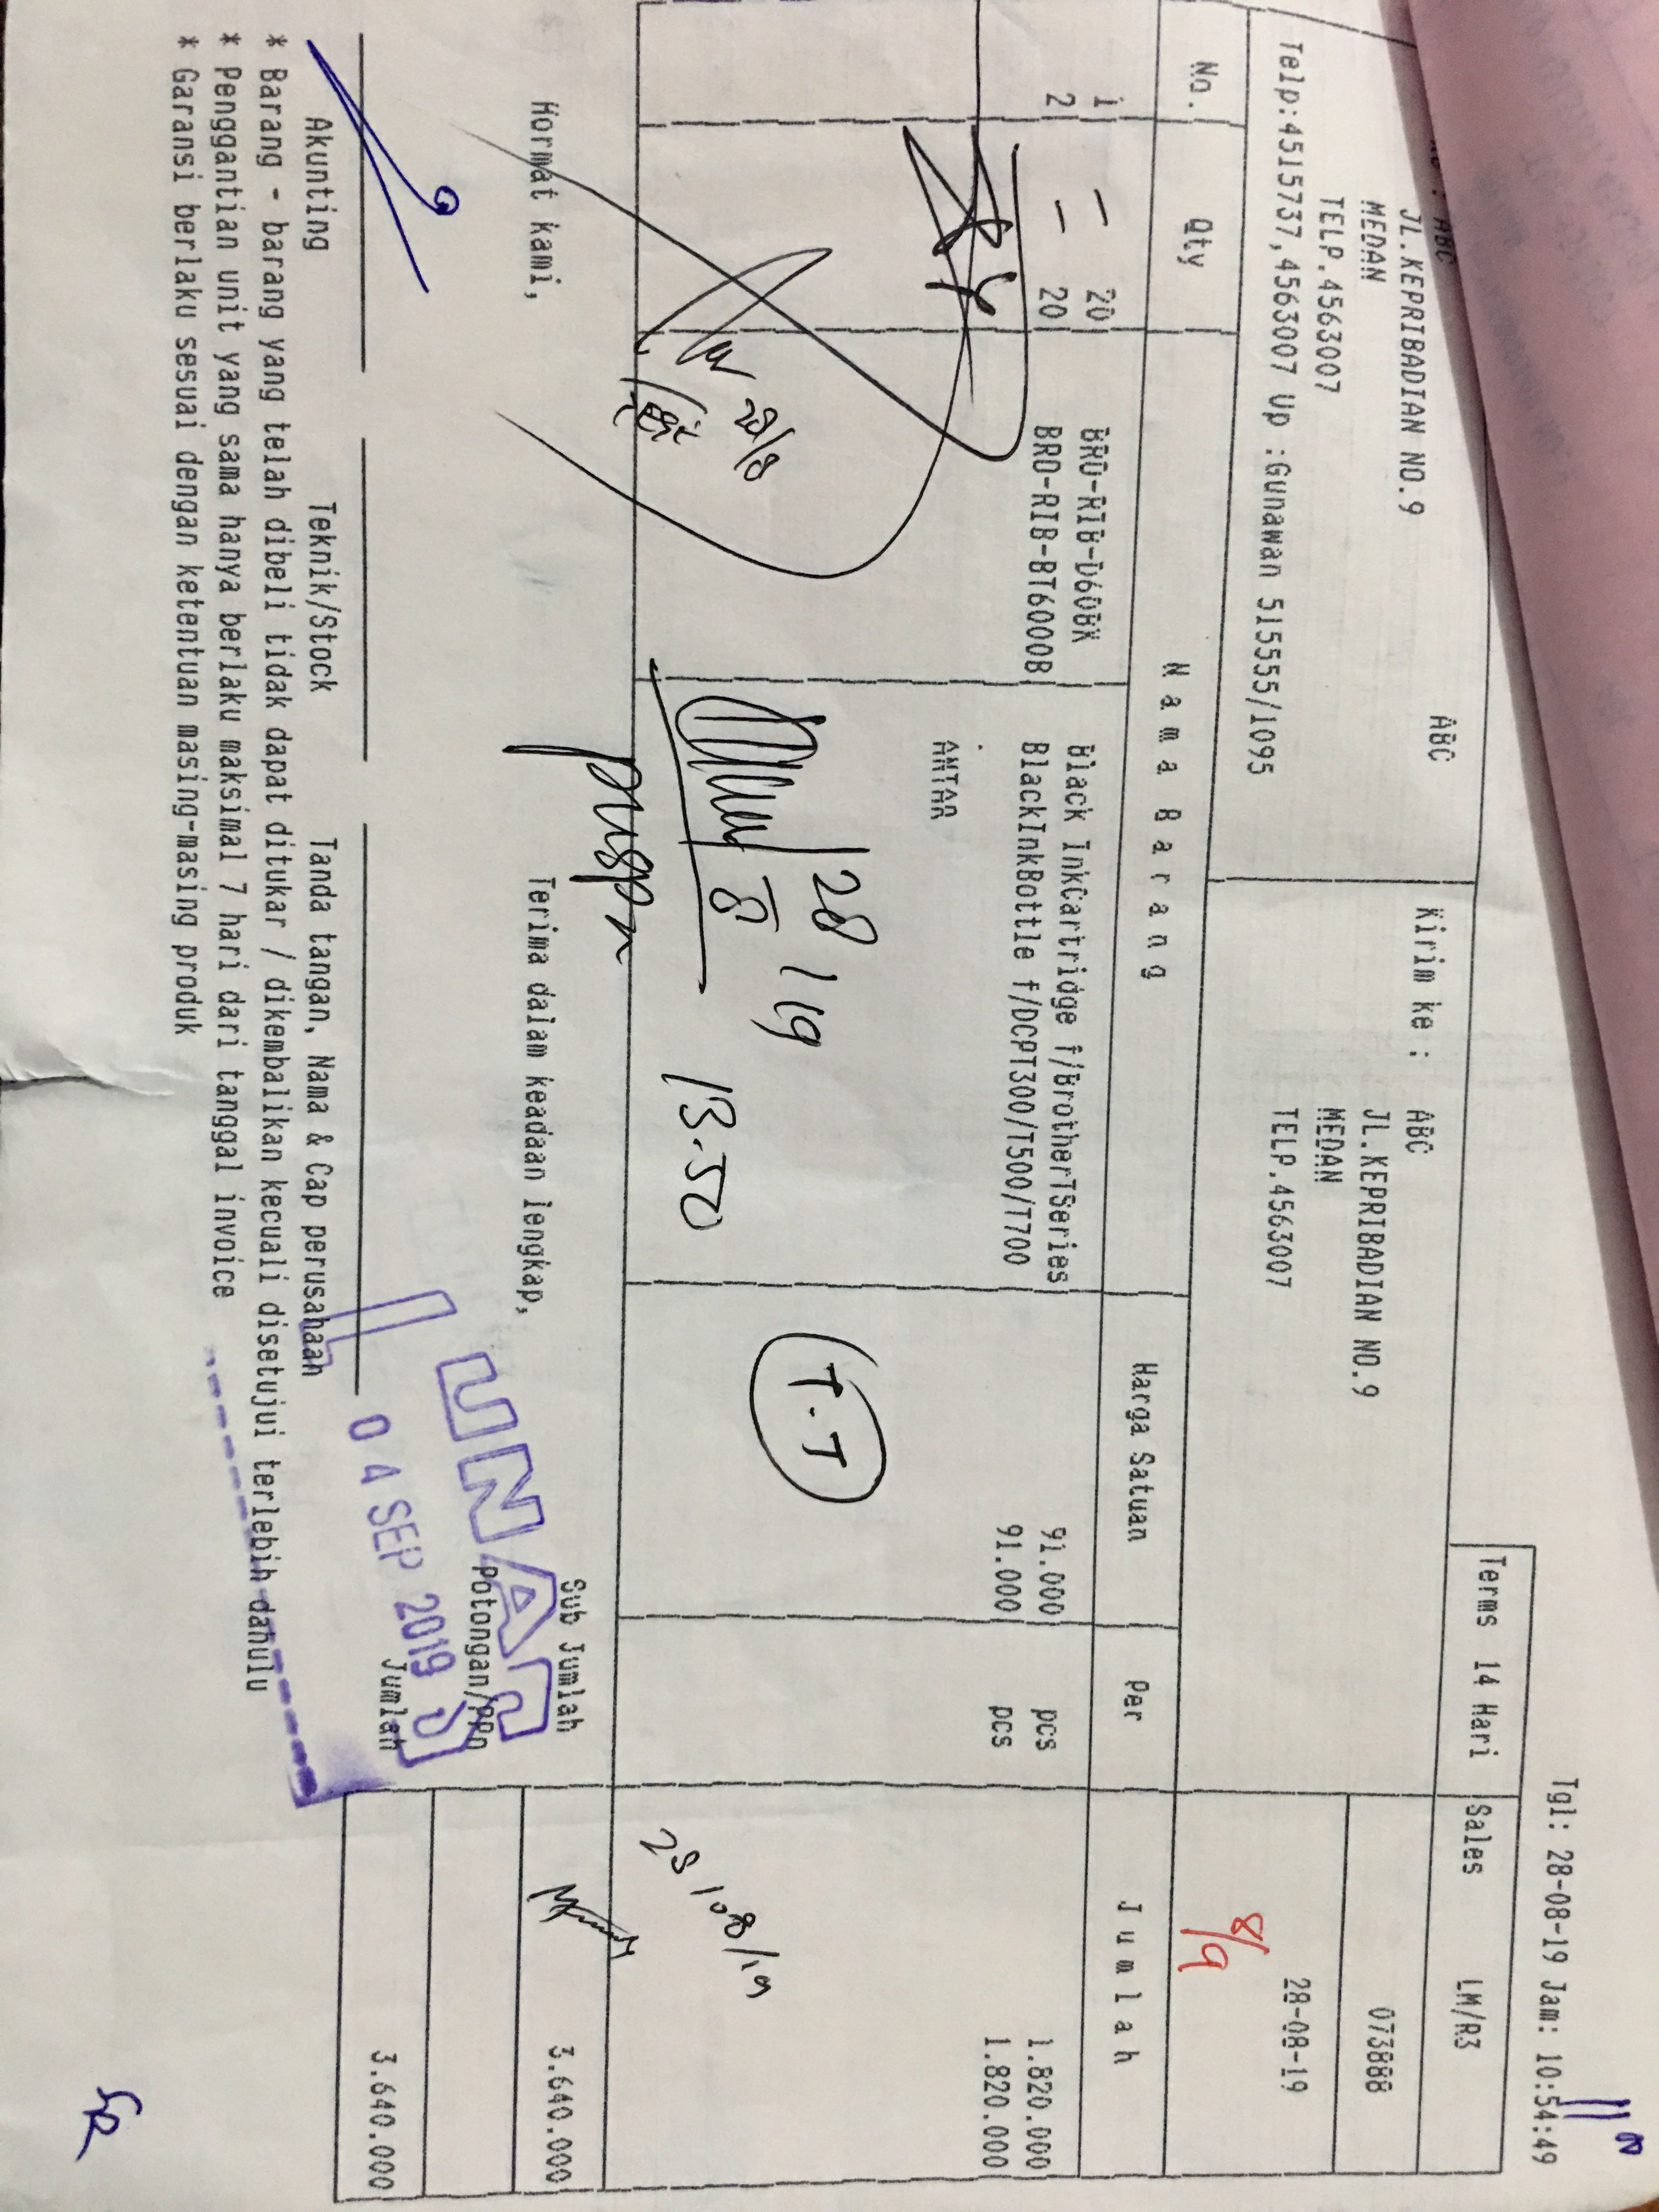 Tgl: 28-08-19 Jam: 10:54:49
Terms 14 Hari Sales LM/R3
ABC Kirim ke : ABC
JL.KEPRIBADIAN NO.9 JL.KEPRIBADIAN NO.9 073888
MEDAN MEDAN
TELP.4563007 TELP.4563007 28-08-19
Telp:4515737,4563007 Up :Gunawan 515555/1095
8/9
No. Qty Nama Barang Harga Satuan Per Jumlah
1 - 20 BRO-RIB-D60BK Black InkCartridge f/BrotherTSeries 91.000 pcs 1.820.000
2 - 20 BRO-RIB-BT6000B BlackInkBottle f/DCPT300/T500/T700 91.000 pcs 1.820.000
ANTAR
T.T
28/8 19
28/8
13.50
28/08/19
puspa
Hormat kami, Terima dalam keadaan lengkap,
Sub Jumlah 3.640.000
Potongan/PPn
Jumlah 3.640.000
LUNAS
04 SEP 2019
Akunting Teknik/Stock Tanda tangan, Nama & Cap perusahaan
* Barang - barang yang telah dibeli tidak dapat ditukar / dikembalikan kecuali disetujui terlebih dahulu
* Penggantian unit yang sama hanya berlaku maksimal 7 hari dari tanggal invoice
* Garansi berlaku sesuai dengan ketentuan masing-masing produk